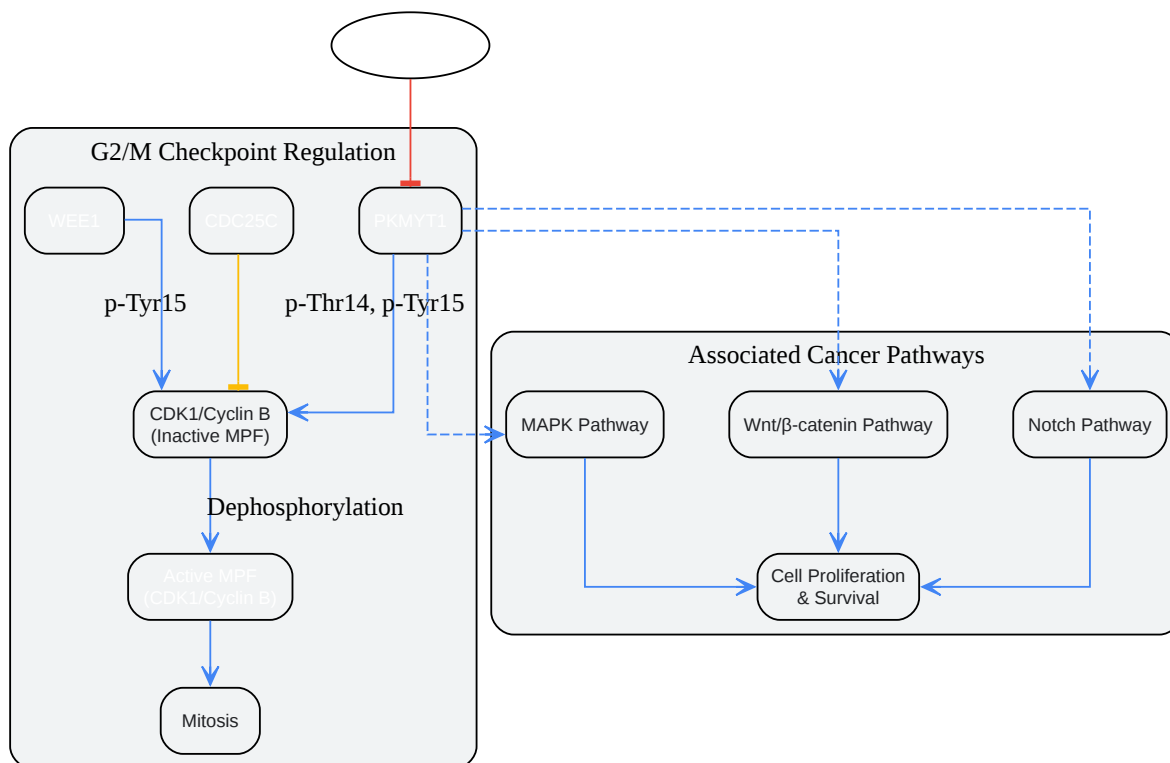 G2/M Checkpoint Regulation
WEE1
CDC25C
PKMYT1
p-Tyr15
p-Thr14, p-Tyr15
Associated Cancer Pathways
CDK1/Cyclin B
(Inactive MPF)
MAPK Pathway
Wnt/β-catenin Pathway
Notch Pathway
Dephosphorylation
Active MPF
(CDK1/Cyclin B)
Cell Proliferation
& Survival
Mitosis